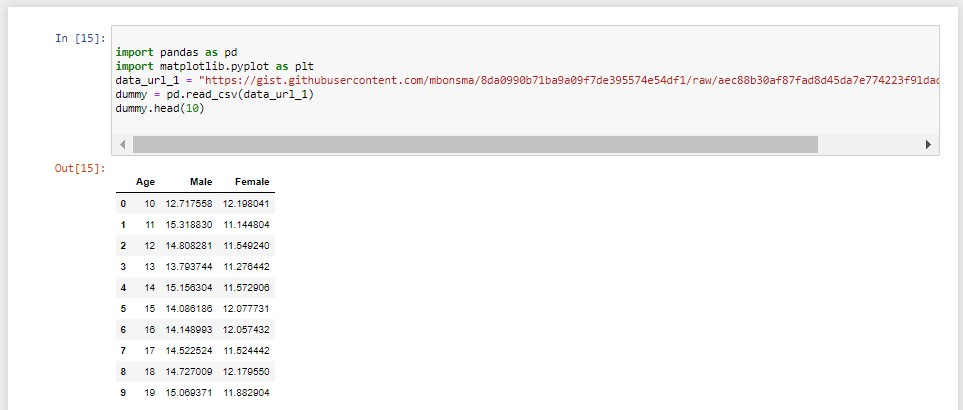 In [15]:
import pandas as pd
import matplotlib.pyplot as plt
data_url_1 = "https://gist.githubusercontent.com/mbonsma/8da0990b71ba9a09f7de395574e54df1/raw/aec88b30af87fad8d45da7e774223f91dad
dummy = pd.read_csv(data_url_1)
dummy.head(10)
Out[15]:
Age Male Female
0 10 12.717558 12.198041
1 11 15.318830 11.144804
2 12 14.808281 11.549240
3 13 13.793744 11.276442
4 14 15.156304 11.572906
5 15 14.086186 12.077731
6 16 14.148993 12.057432
7 17 14.522524 11.524442
8 18 14.727009 12.179550
9 19 15.069371 11.882904